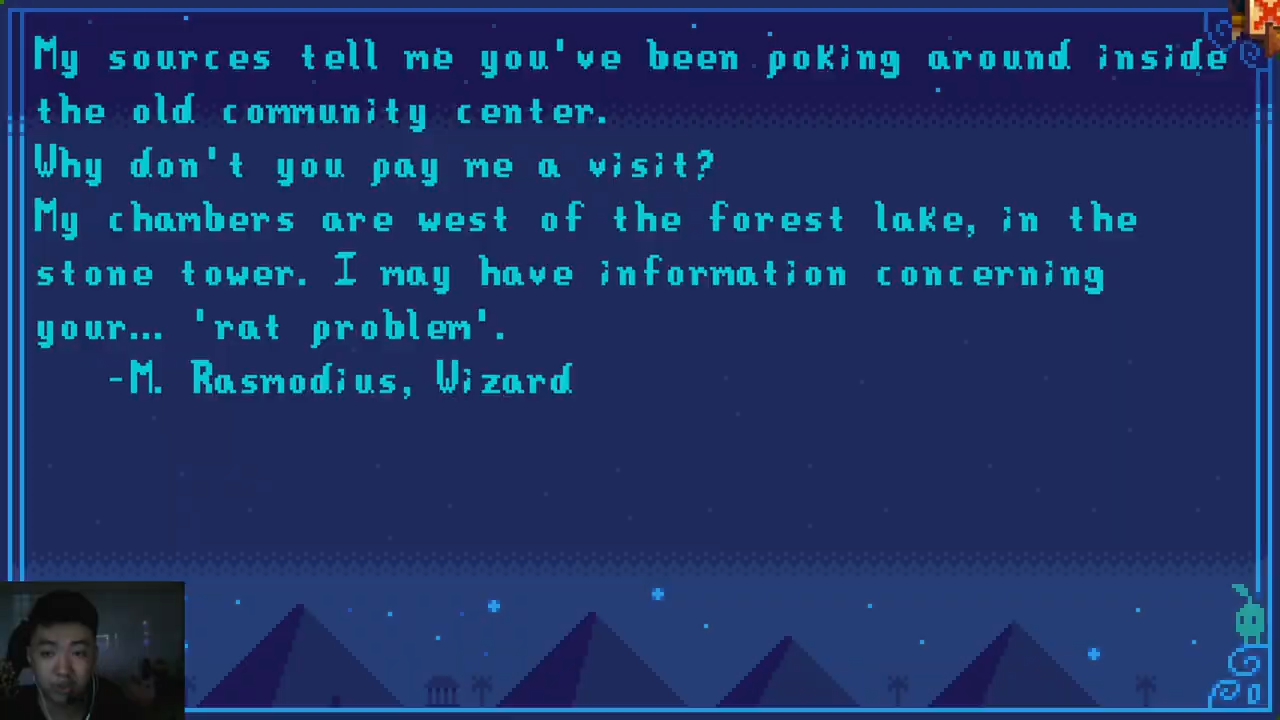 My sources tell me you've been poking around inside
the old community center.
Why don't you pay me a visit?
My chambers are west of the forest lake, in the
stone tower. I may have information concerning
your... 'rat problem'.
-M. Rasmodius, Wizard